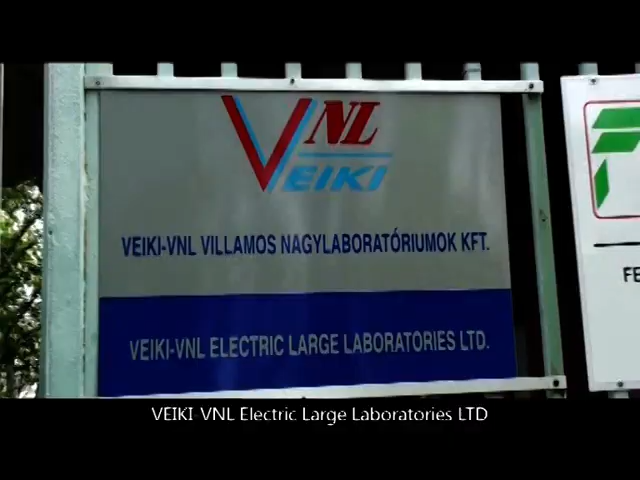 VNL
VEIKI
VEIKI-VNL VILLAMOS NAGYLABORATÓRIUMOK KFT.
VEIKI-VNL ELECTRIC LARGE LABORATORIES LTD.
FE
VEIKI-VNL Electric Large Laboratories LTD